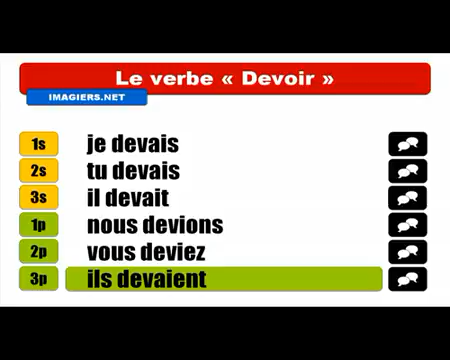 Le verbe « Devoir »
IMAGIERS.NET
1s je devais
2s tu devais
3s il devait
1p nous devions
2p vous deviez
3p ils devaient